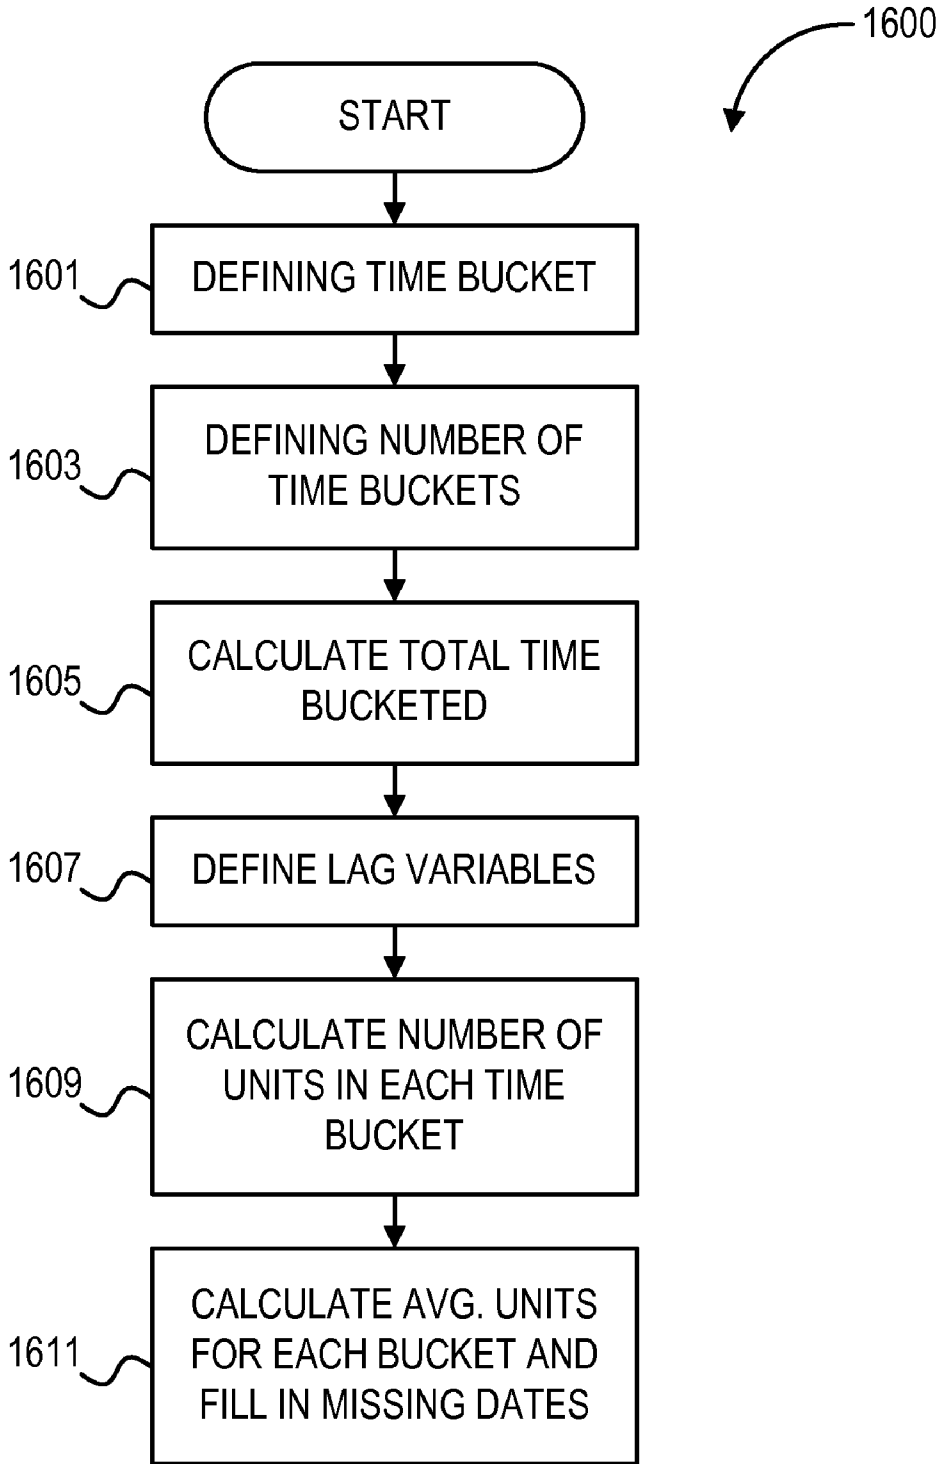 1600
START
1601
DEFINING TIME BUCKET
1603
DEFINING NUMBER OF
TIME BUCKETS
1605
CALCULATE TOTAL TIME
BUCKETED
1607
DEFINE LAG VARIABLES
1609
CALCULATE NUMBER OF
UNITS IN EACH TIME
BUCKET
1611
CALCULATE AVG. UNITS
FOR EACH BUCKET AND
FILL IN MISSING DATES